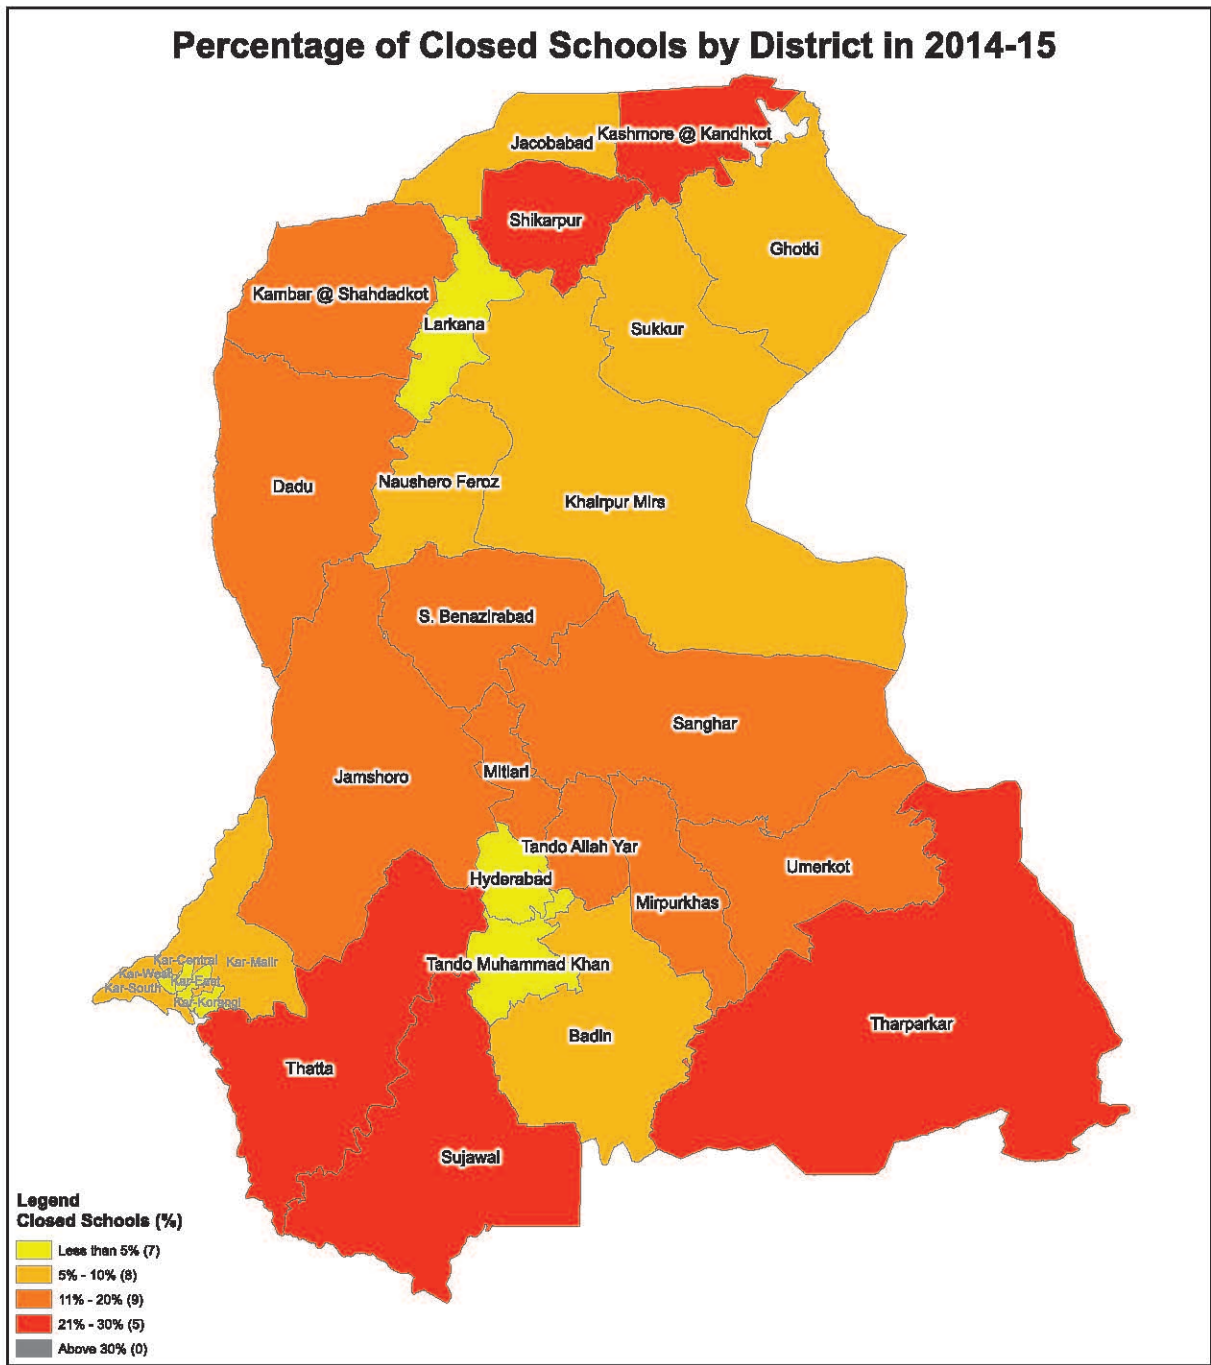 Percentage of Closed Schools by District in 2014-15
Kashmore @ Kandhkot
Jacobabad
Shikarpur
Ghotki
Kambar @ Shahdadkot
Larkana
Sukkur
Naushero Feroz
Dadu
Khairpur Mirs
S. Benazirabad
Sanghar
Mitiari
Jamshoro
Tando Allah Yar
Umerkot
Hyderabad
Mirpurkhas
Kar-Central
Kar-Malir
Tando Muhammad Khan
Kar-West
Kar-East
Kar-South
Kar-Korangi
Tharparkar
Badin
Thatta
Sujawal
Legend
Closed Schools (%)
Less than 5% (7)
5% - 10% (8)
11% - 20% (9)
21% - 30% (5)
Above 30% (0)